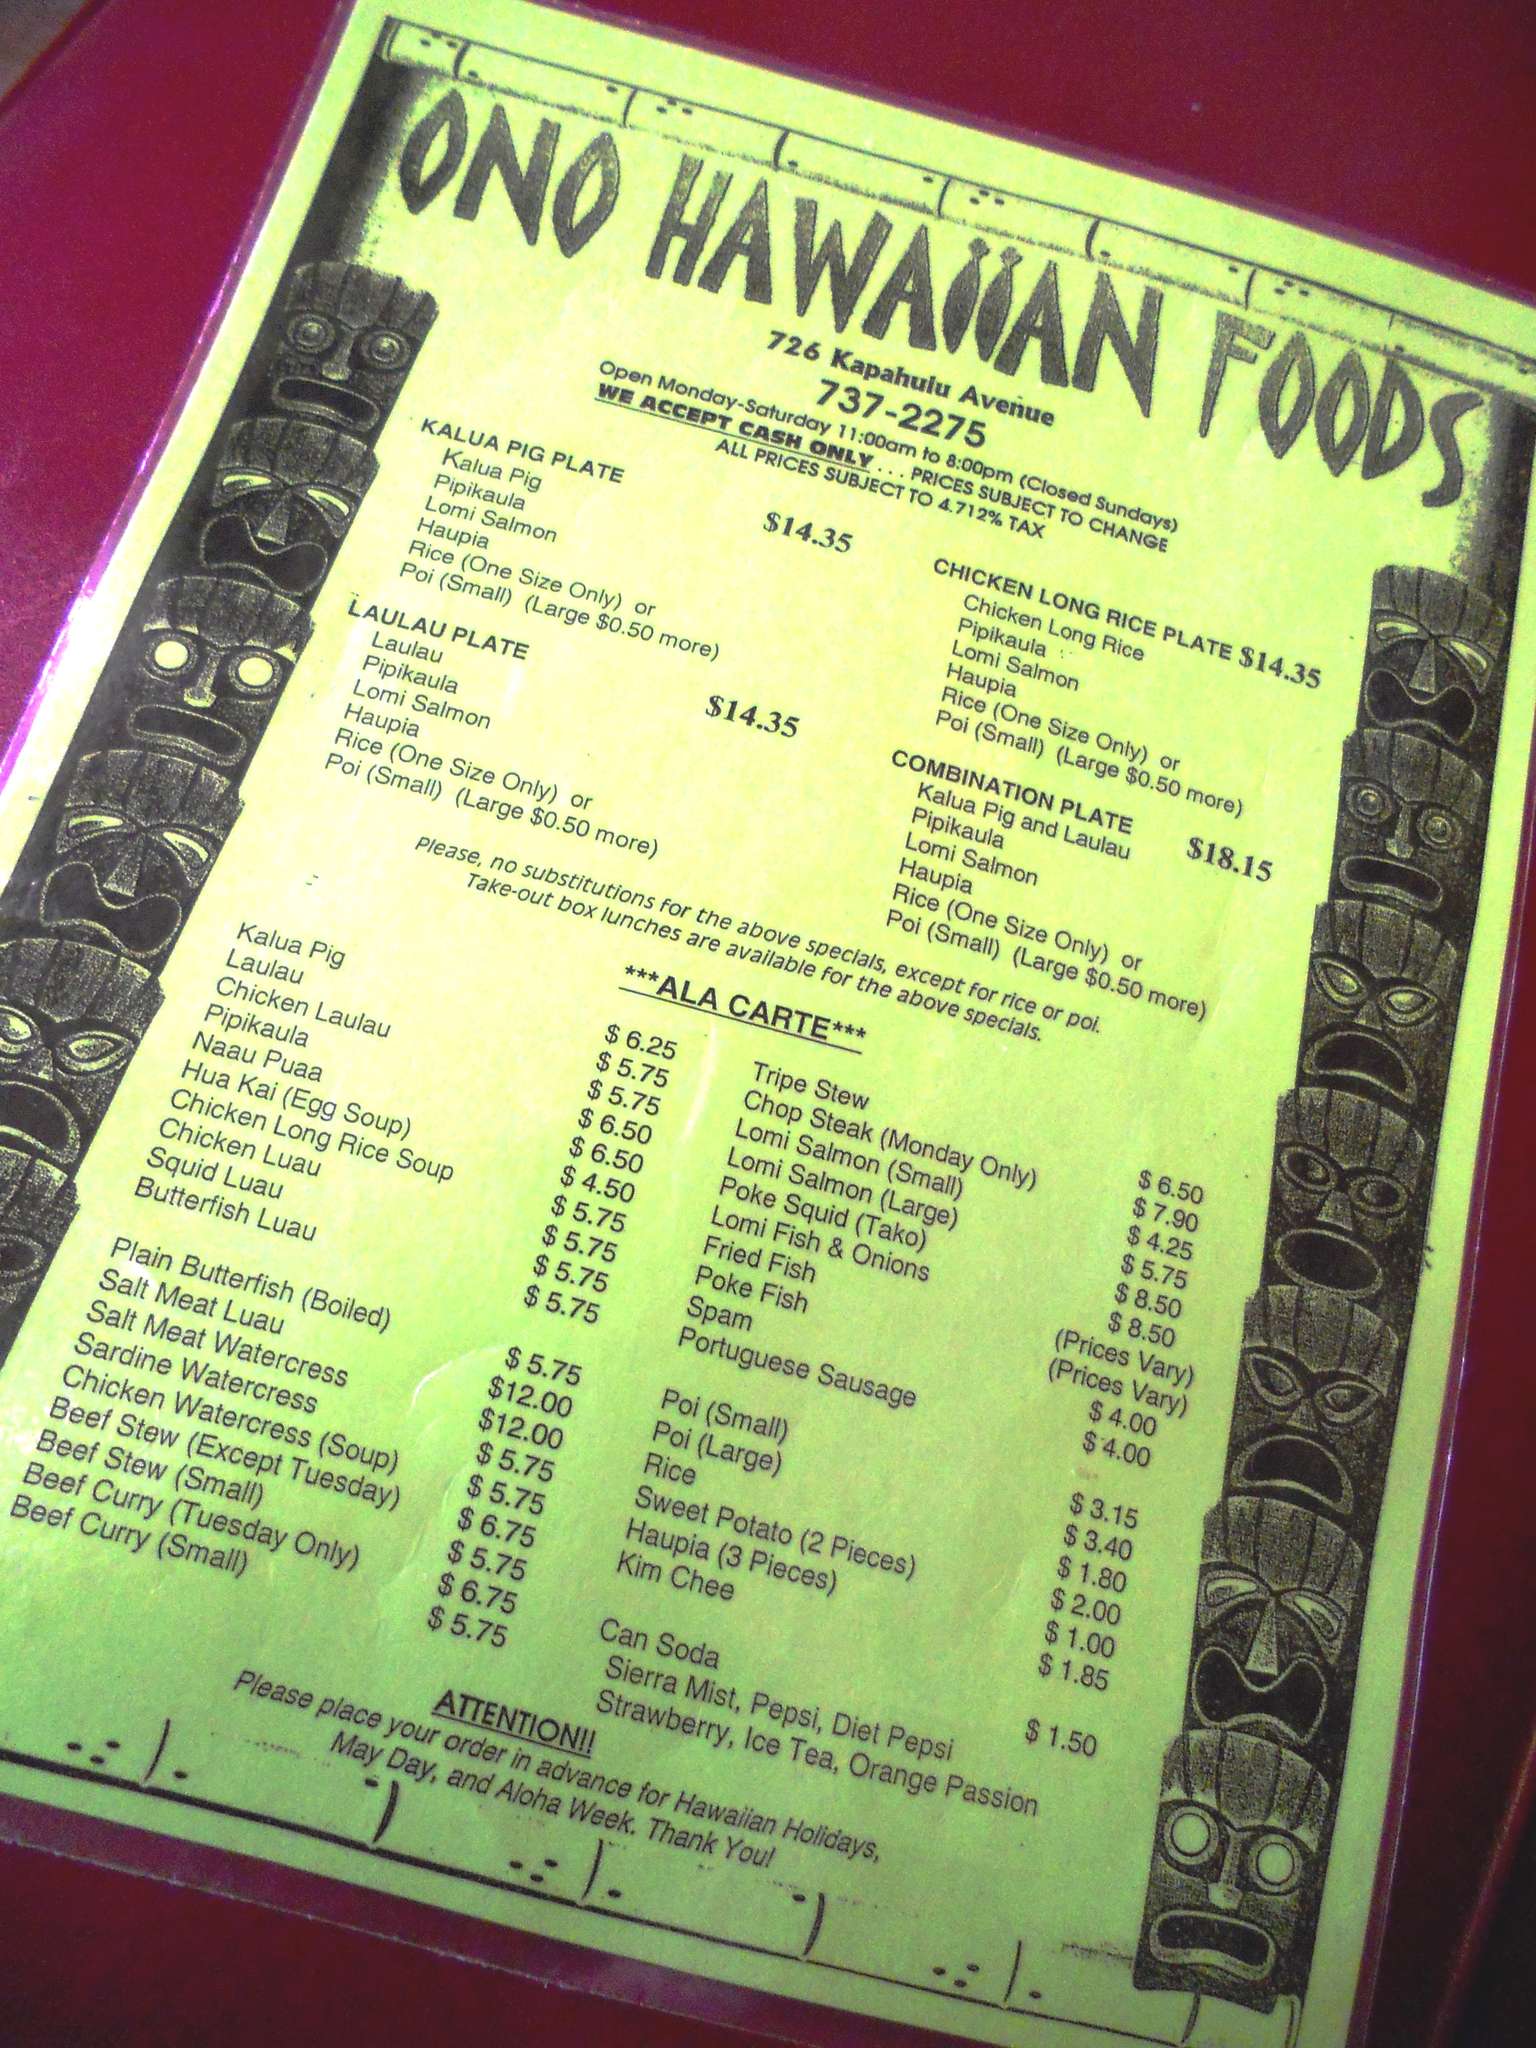 ONO HAWAIIAN FOODS
726 Kapahulu Avenue
737-2275
Open Monday-Saturday 11:00am to 8:00pm (Closed Sundays)
WE ACCEPT CASH ONLY . . . PRICES SUBJECT TO CHANGE
ALL PRICES SUBJECT TO 4.712% TAX
KALUA PIG PLATE $14.35
Kalua Pig
Pipikaula
Lomi Salmon
Haupia
Rice (One Size Only) or
Poi (Small) (Large $0.50 more)
LAULAU PLATE $14.35
Laulau
Pipikaula
Lomi Salmon
Haupia
Rice (One Size Only) or
Poi (Small) (Large $0.50 more)
CHICKEN LONG RICE PLATE $14.35
Chicken Long Rice
Pipikaula
Lomi Salmon
Haupia
Rice (One Size Only) or
Poi (Small) (Large $0.50 more)
COMBINATION PLATE $18.15
Kalua Pig and Laulau
Pipikaula
Lomi Salmon
Haupia
Rice (One Size Only) or
Poi (Small) (Large $0.50 more)
Please, no substitutions for the above specials, except for rice or poi.
Take-out box lunches are available for the above specials.
***ALA CARTE***
Kalua Pig $ 6.25
Laulau $ 5.75
Chicken Laulau $ 5.75
Pipikaula $ 6.50
Naau Puaa $ 6.50
Hua Kai (Egg Soup) $ 4.50
Chicken Long Rice Soup $ 5.75
Chicken Luau $ 5.75
Squid Luau $ 5.75
Butterfish Luau $ 5.75
Plain Butterfish (Boiled) $ 5.75
Salt Meat Luau $12.00
Salt Meat Watercress $12.00
Sardine Watercress $ 5.75
Chicken Watercress (Soup) $ 5.75
Beef Stew (Except Tuesday) $ 6.75
Beef Stew (Small) $ 5.75
Beef Curry (Tuesday Only) $ 6.75
Beef Curry (Small) $ 5.75
Tripe Stew $ 6.50
Chop Steak (Monday Only) $ 7.90
Lomi Salmon (Small) $ 4.25
Lomi Salmon (Large) $ 5.75
Poke Squid (Tako) $ 8.50
Lomi Fish & Onions $ 8.50
Fried Fish (Prices Vary)
Poke Fish (Prices Vary)
Spam $ 4.00
Portuguese Sausage $ 4.00
Poi (Small) $ 3.15
Poi (Large) $ 3.40
Rice $ 1.80
Sweet Potato (2 Pieces) $ 2.00
Haupia (3 Pieces) $ 1.00
Kim Chee $ 1.85
Can Soda $ 1.50
Sierra Mist, Pepsi, Diet Pepsi
Strawberry, Ice Tea, Orange Passion
ATTENTION!!
Please place your order in advance for Hawaiian Holidays,
May Day, and Aloha Week. Thank You!